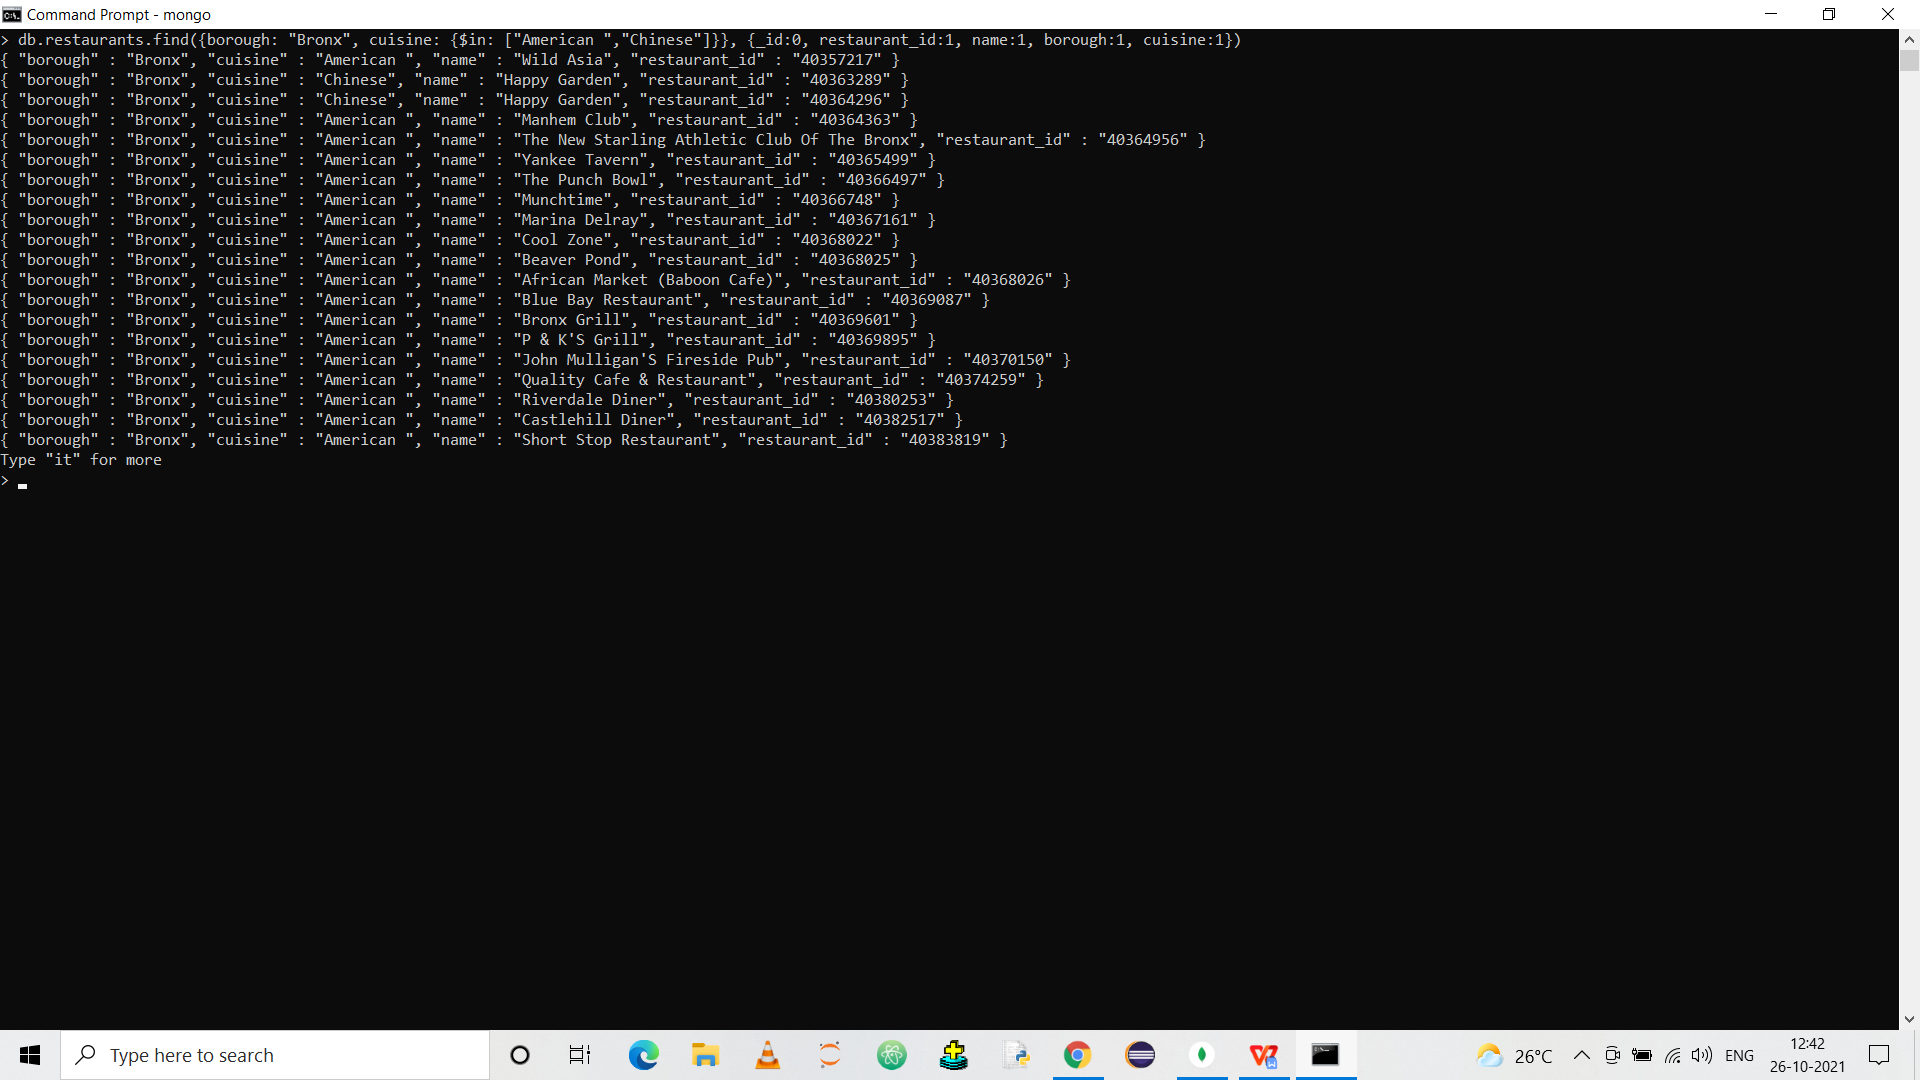 Command Prompt - mongo
> db.restaurants.find({borough: "Bronx", cuisine: {$in: ["American ","Chinese"]}}, {_id:0, restaurant_id:1, name:1, borough:1, cuisine:1})
{ "borough" : "Bronx", "cuisine" : "American ", "name" : "Wild Asia", "restaurant_id" : "40357217" }
{ "borough" : "Bronx", "cuisine" : "Chinese", "name" : "Happy Garden", "restaurant_id" : "40363289" }
{ "borough" : "Bronx", "cuisine" : "Chinese", "name" : "Happy Garden", "restaurant_id" : "40364296" }
{ "borough" : "Bronx", "cuisine" : "American ", "name" : "Manhem Club", "restaurant_id" : "40364363" }
{ "borough" : "Bronx", "cuisine" : "American ", "name" : "The New Starling Athletic Club Of The Bronx", "restaurant_id" : "40364956" }
{ "borough" : "Bronx", "cuisine" : "American ", "name" : "Yankee Tavern", "restaurant_id" : "40365499" }
{ "borough" : "Bronx", "cuisine" : "American ", "name" : "The Punch Bowl", "restaurant_id" : "40366497" }
{ "borough" : "Bronx", "cuisine" : "American ", "name" : "Munchtime", "restaurant_id" : "40366748" }
{ "borough" : "Bronx", "cuisine" : "American ", "name" : "Marina Delray", "restaurant_id" : "40367161" }
{ "borough" : "Bronx", "cuisine" : "American ", "name" : "Cool Zone", "restaurant_id" : "40368022" }
{ "borough" : "Bronx", "cuisine" : "American ", "name" : "Beaver Pond", "restaurant_id" : "40368025" }
{ "borough" : "Bronx", "cuisine" : "American ", "name" : "African Market (Baboon Cafe)", "restaurant_id" : "40368026" }
{ "borough" : "Bronx", "cuisine" : "American ", "name" : "Blue Bay Restaurant", "restaurant_id" : "40369087" }
{ "borough" : "Bronx", "cuisine" : "American ", "name" : "Bronx Grill", "restaurant_id" : "40369601" }
{ "borough" : "Bronx", "cuisine" : "American ", "name" : "P & K'S Grill", "restaurant_id" : "40369895" }
{ "borough" : "Bronx", "cuisine" : "American ", "name" : "John Mulligan'S Fireside Pub", "restaurant_id" : "40370150" }
{ "borough" : "Bronx", "cuisine" : "American ", "name" : "Quality Cafe & Restaurant", "restaurant_id" : "40374259" }
{ "borough" : "Bronx", "cuisine" : "American ", "name" : "Riverdale Diner", "restaurant_id" : "40380253" }
{ "borough" : "Bronx", "cuisine" : "American ", "name" : "Castlehill Diner", "restaurant_id" : "40382517" }
{ "borough" : "Bronx", "cuisine" : "American ", "name" : "Short Stop Restaurant", "restaurant_id" : "40383819" }
Type "it" for more
>
Type here to search
26°C
ENG
12:42
26-10-2021